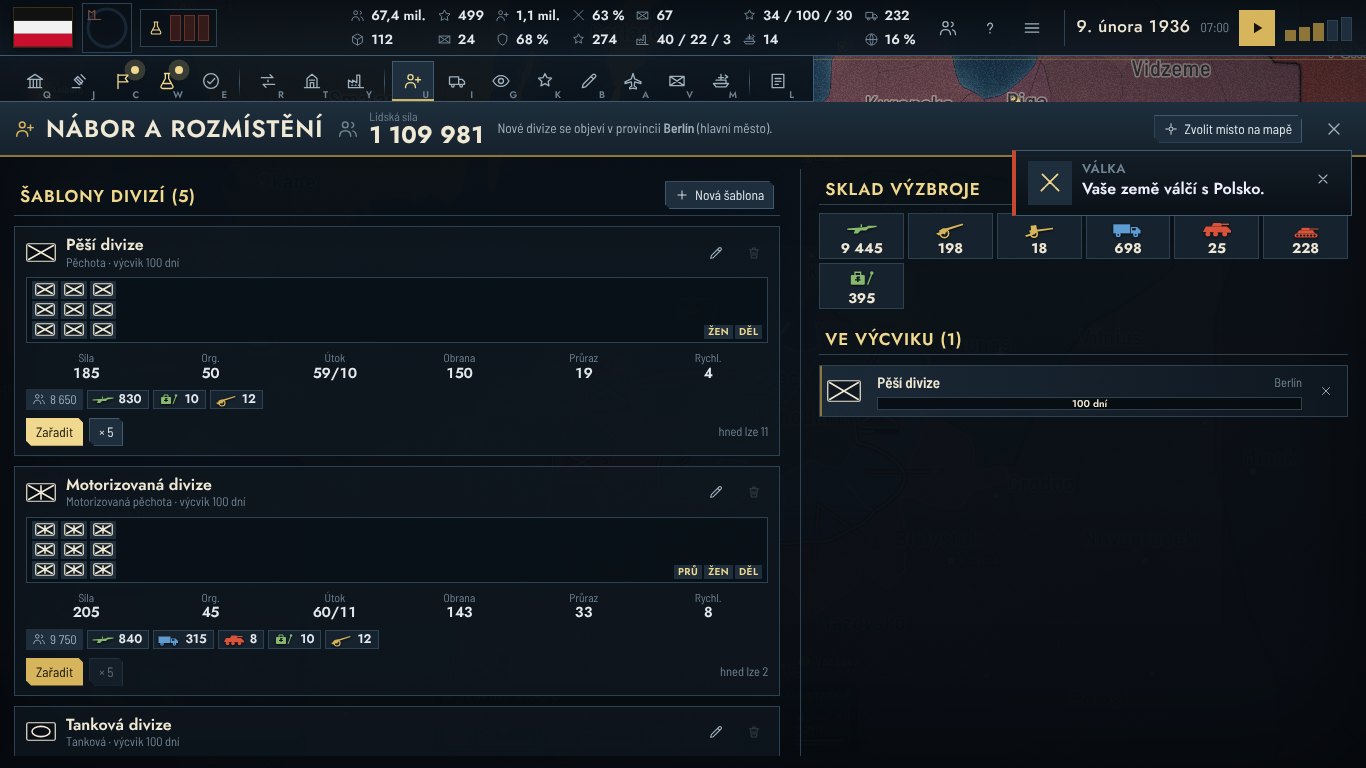 67,4 mil. 499 1,1 mil. 63 % 67 34 / 100 / 30 232
112 24 68 % 274 40 / 22 / 3 14 16 %
9. února 1936 07:00
Q J C W E R T Y U I G K B A V M L
Vidzeme
Riga
NÁBOR A ROZMÍSTĚNÍ
Lidská síla
1 109 981
Nové divize se objeví v provincii Berlín (hlavní město).
Zvolit místo na mapě
VÁLKA
Vaše země válčí s Polsko.
ŠABLONY DIVIZÍ (5)
Nová šablona
Pěší divize
Pěchota · výcvik 100 dní
ŽEN DĚL
Síla Org. Útok Obrana Průraz Rychl.
185 50 59/10 150 19 4
8 650 830 10 12
Zařadit ×5 hned lze 11
Motorizovaná divize
Motorizovaná pěchota · výcvik 100 dní
PRŮ ŽEN DĚL
Síla Org. Útok Obrana Průraz Rychl.
205 45 60/11 143 33 8
9 750 840 315 8 10 12
Zařadit ×5 hned lze 2
Tanková divize
Tanková · výcvik 100 dní
SKLAD VÝZBROJE
9 445 198 18 698 25 228
395
VE VÝCVIKU (1)
Pěší divize Berlín
100 dní